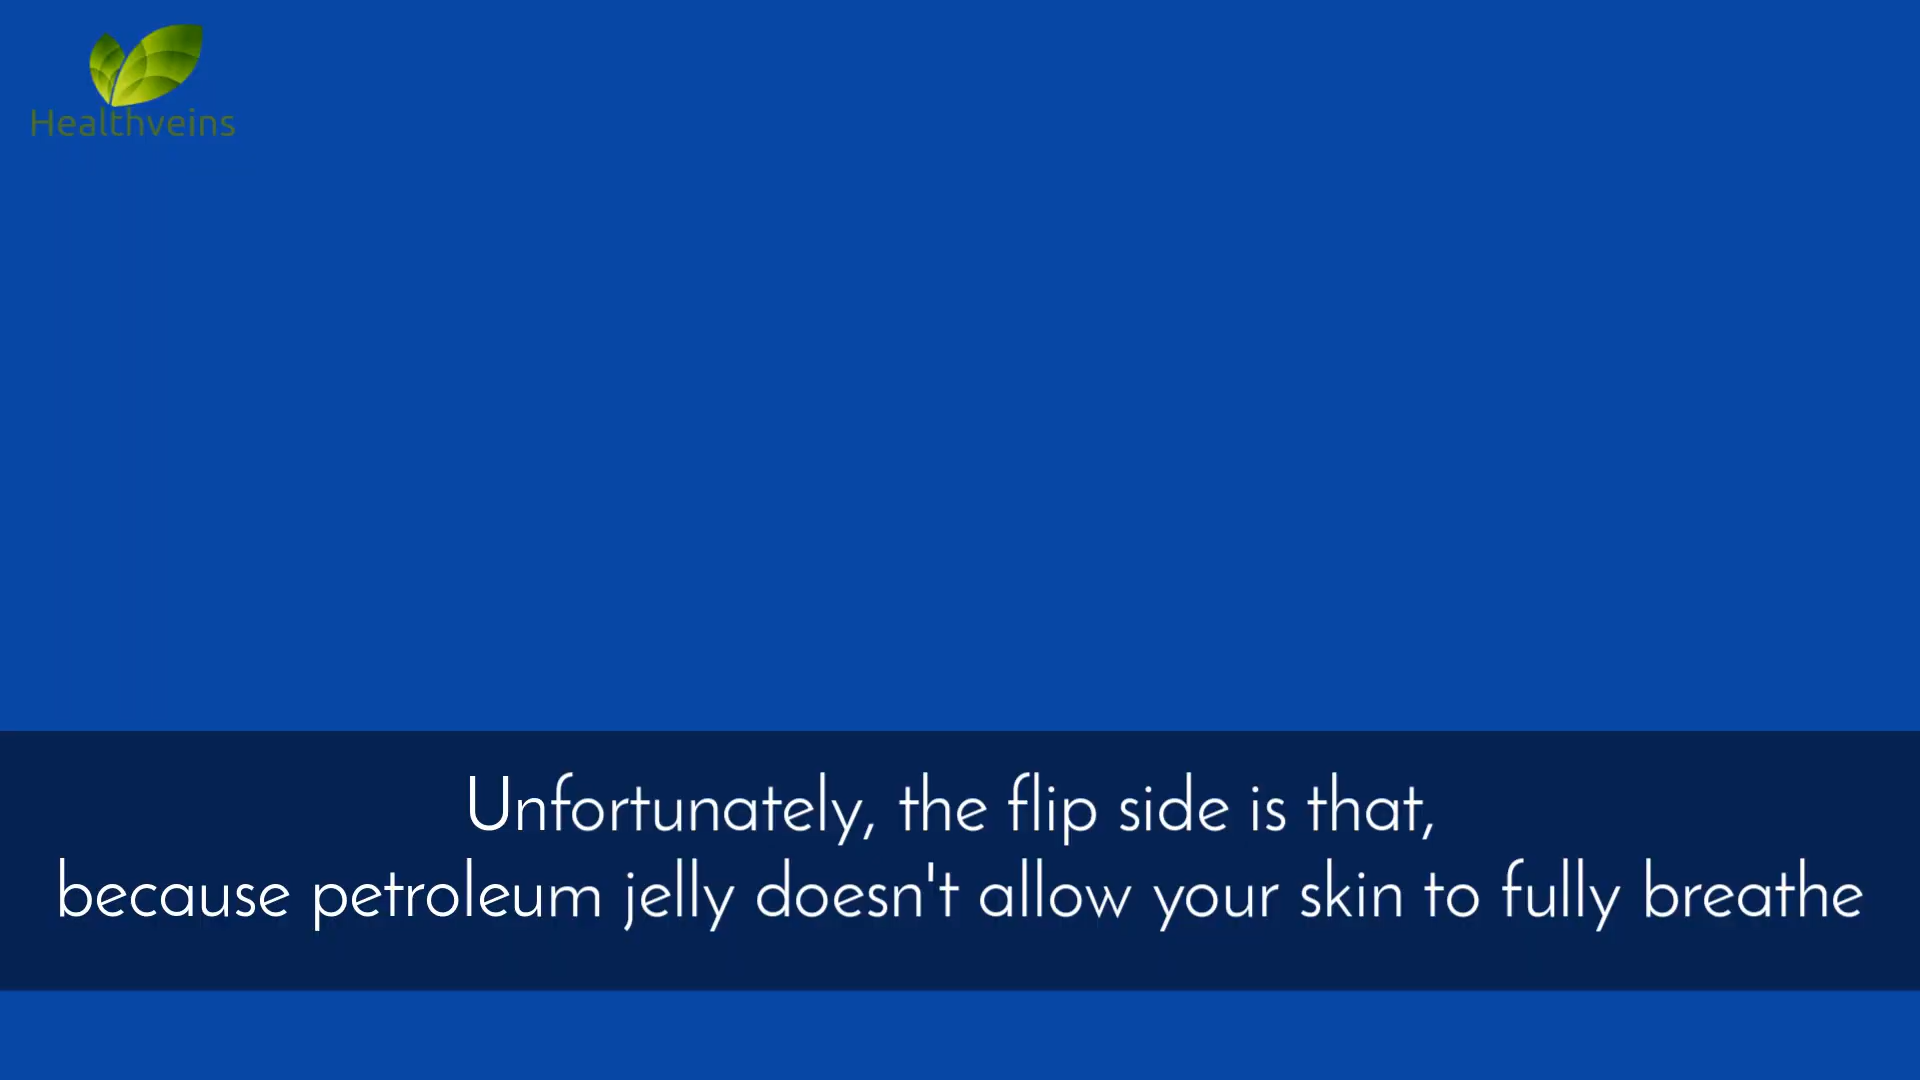 Healthveins
Unfortunately, the flip side is that,
because petroleum jelly doesn't allow your skin to fully breathe